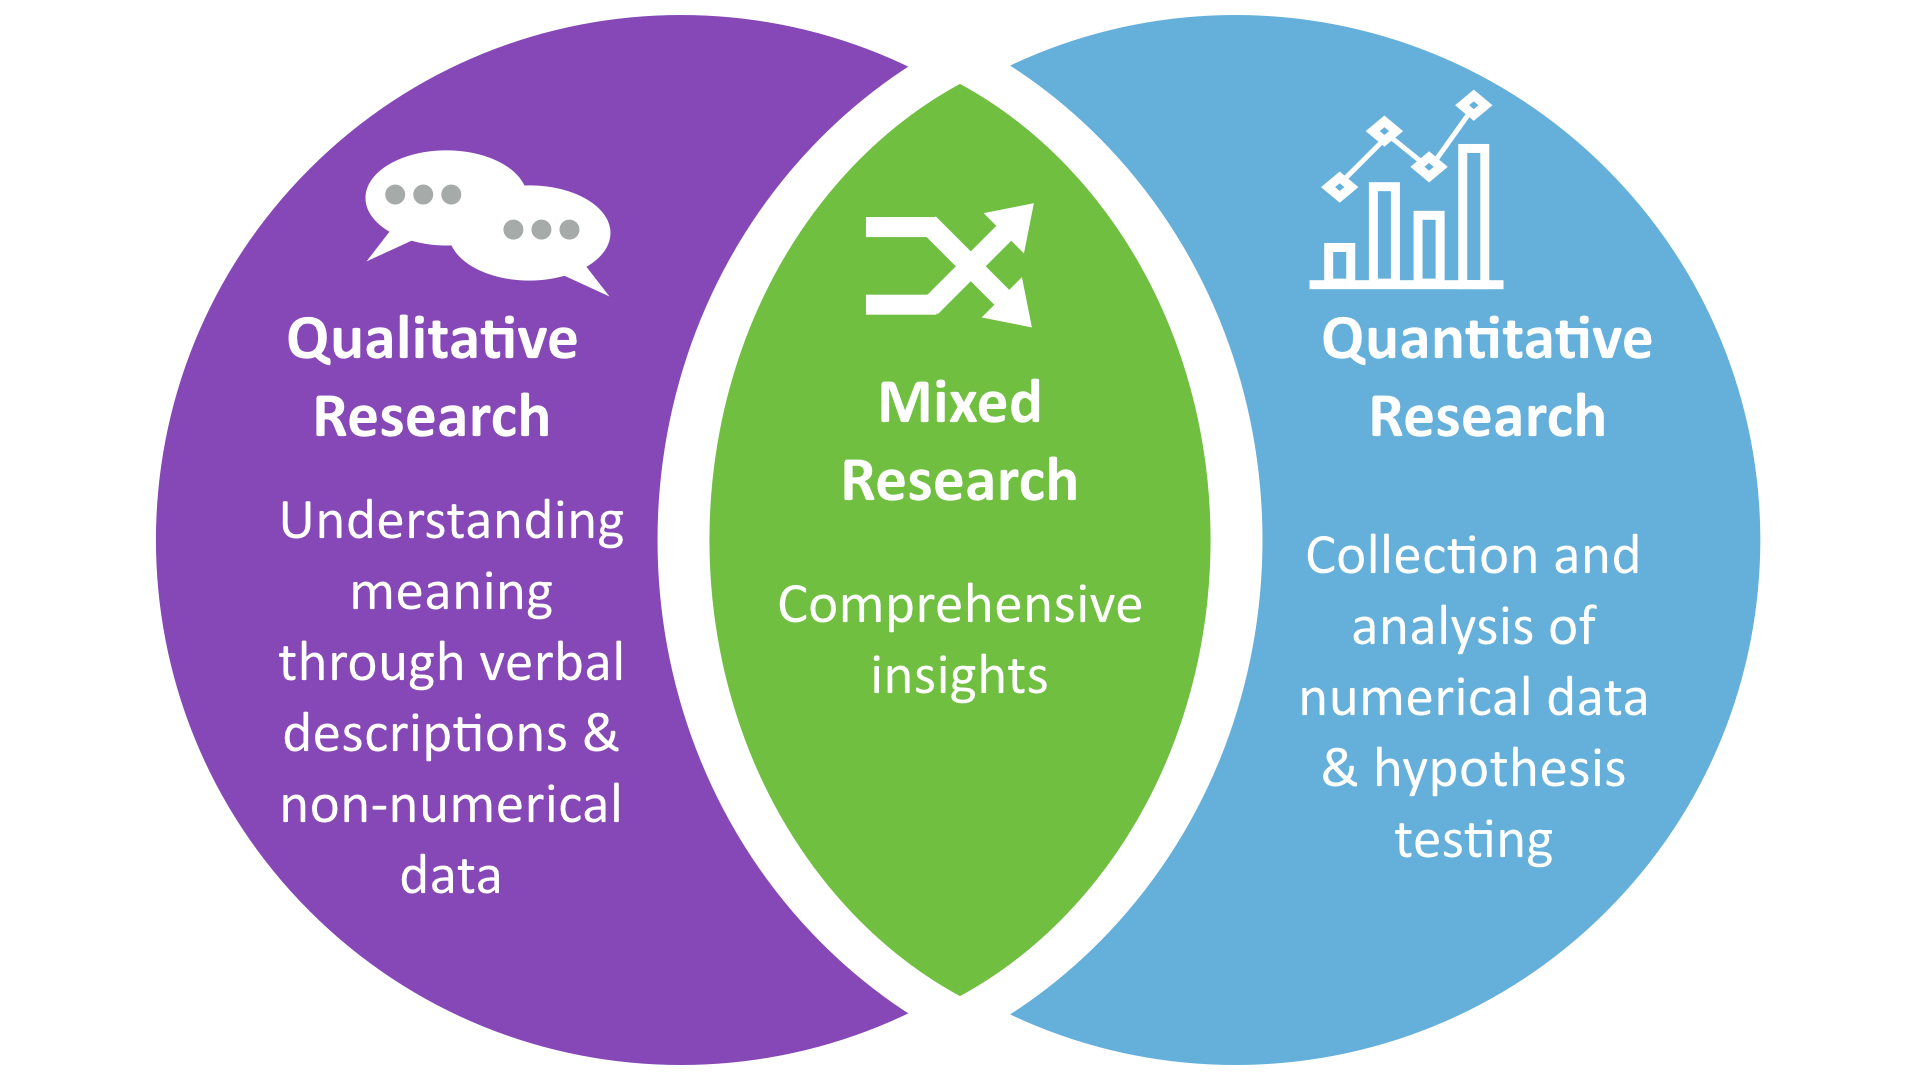 Qualitative
Research
Understanding
meaning
through verbal
descriptions &
non-numerical
data
Mixed
Research
Comprehensive
insights
Quantitative
Research
Collection and
analysis of
numerical data
& hypothesis
testing